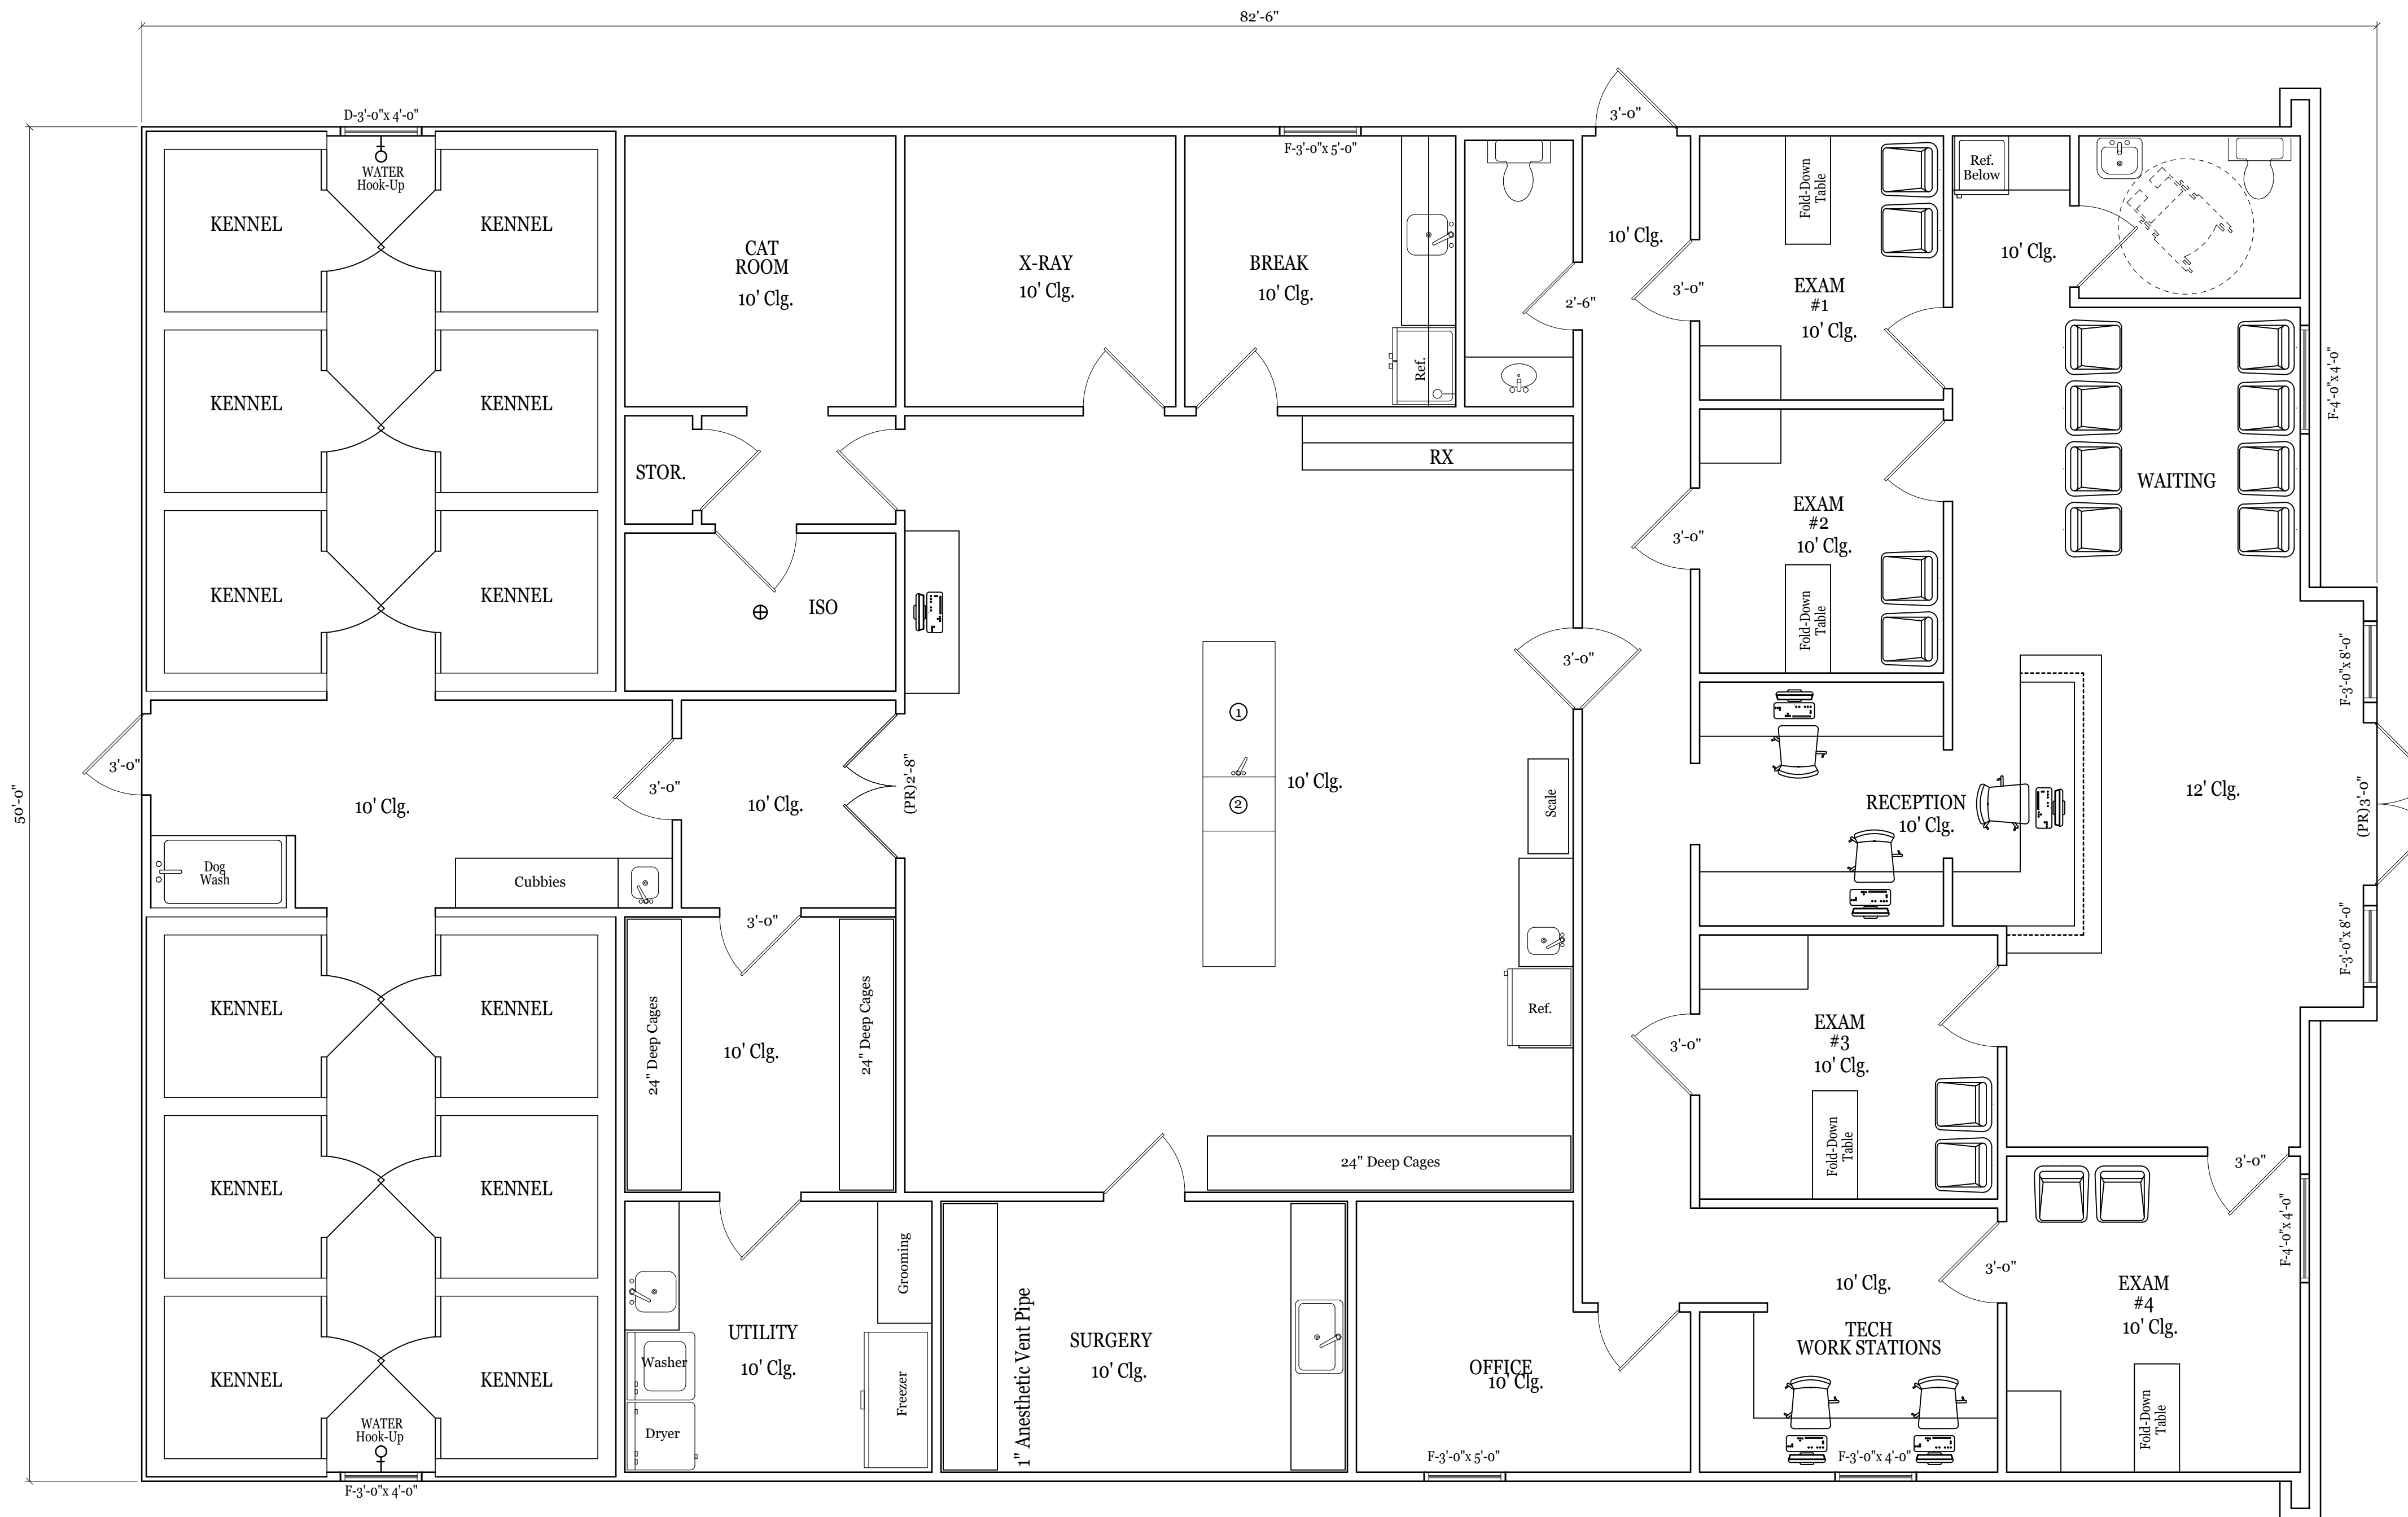 82'-6"
50'-0"
D-3'-0"x 4'-0"
WATER
Hook-Up
KENNEL
KENNEL
KENNEL
KENNEL
KENNEL
KENNEL
CAT
ROOM
10' Clg.
X-RAY
10' Clg.
F-3'-0"x 5'-0"
BREAK
10' Clg.
Ref.
2'-6"
3'-0"
10' Clg.
3'-0"
Fold-Down
Table
EXAM
#1
10' Clg.
Ref.
Below
10' Clg.
F-4'-0"x 4'-0"
WAITING
STOR.
ISO
RX
3'-0"
EXAM
#2
10' Clg.
Fold-Down
Table
3'-0"
F-3'-0"x 8'-0"
3'-0"
10' Clg.
Dog
Wash
Cubbies
3'-0"
10' Clg.
(PR)2'-8"
1
2
10' Clg.
Scale
RECEPTION
10' Clg.
12' Clg.
(PR)3'-0"
F-3'-0"x 8'-0"
3'-0"
KENNEL
KENNEL
KENNEL
KENNEL
KENNEL
KENNEL
WATER
Hook-Up
F-3'-0"x 4'-0"
24" Deep Cages
10' Clg.
24" Deep Cages
Ref.
24" Deep Cages
3'-0"
EXAM
#3
10' Clg.
Fold-Down
Table
3'-0"
F-4'-0"x 4'-0"
Grooming
UTILITY
10' Clg.
Washer
Dryer
Freezer
1" Anesthetic Vent Pipe
SURGERY
10' Clg.
OFFICE
10' Clg.
F-3'-0"x 5'-0"
10' Clg.
TECH
WORK STATIONS
F-3'-0"x 4'-0"
3'-0"
EXAM
#4
10' Clg.
Fold-Down
Table